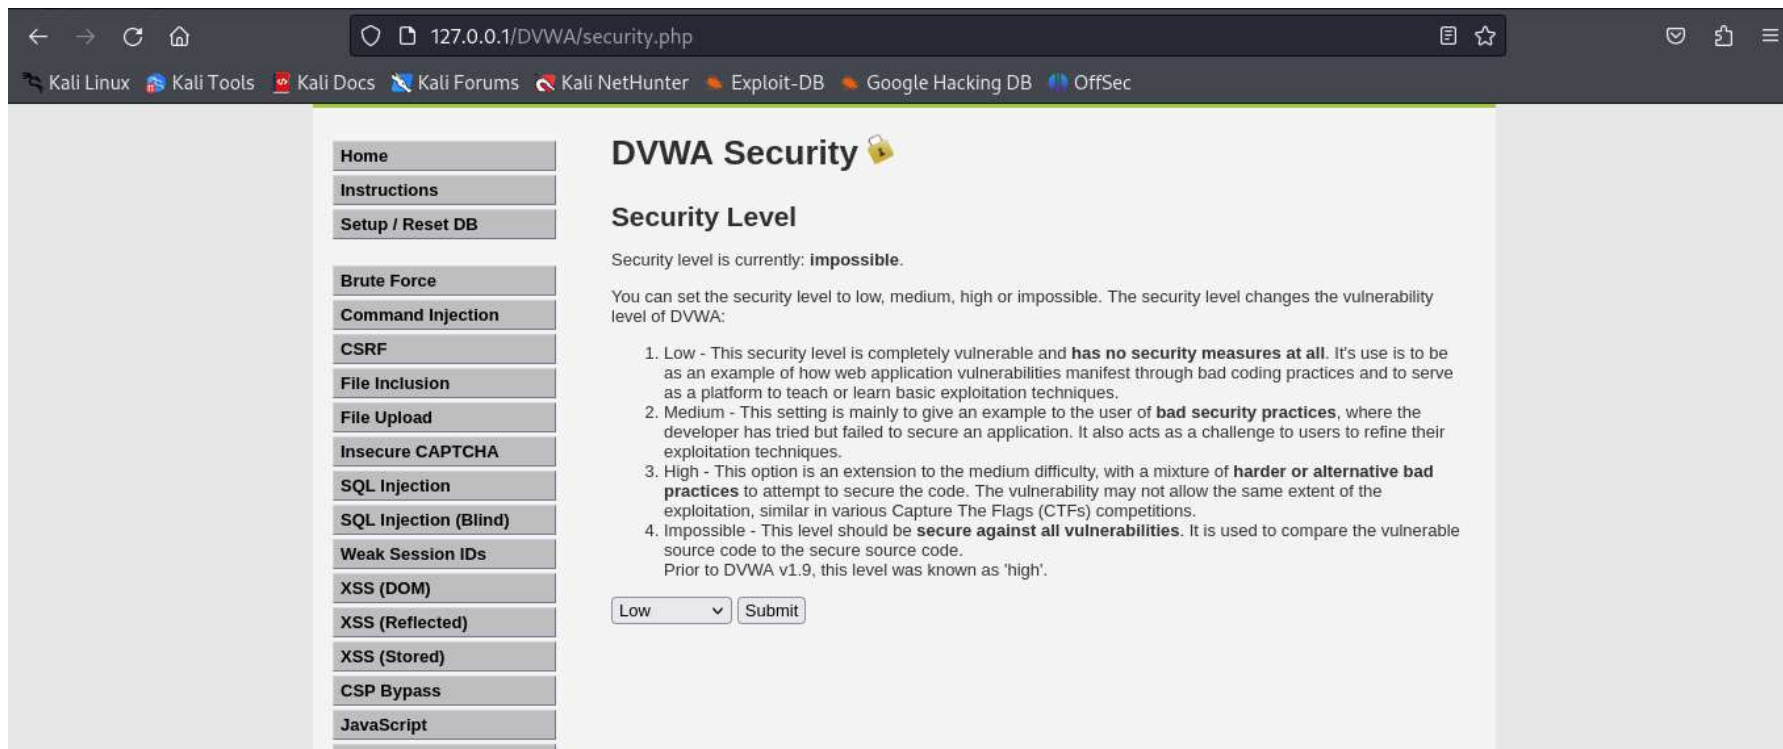 127.0.0.1/DVWA/security.php
Kali Linux Kali Tools Kali Docs Kali Forums Kali NetHunter Exploit-DB Google Hacking DB OffSec
Home
Instructions
Setup / Reset DB
Brute Force
Command Injection
CSRF
File Inclusion
File Upload
Insecure CAPTCHA
SQL Injection
SQL Injection (Blind)
Weak Session IDs
XSS (DOM)
XSS (Reflected)
XSS (Stored)
CSP Bypass
JavaScript
DVWA Security
Security Level
Security level is currently: impossible.
You can set the security level to low, medium, high or impossible. The security level changes the vulnerability
level of DVWA:
1. Low - This security level is completely vulnerable and has no security measures at all. It's use is to be
as an example of how web application vulnerabilities manifest through bad coding practices and to serve
as a platform to teach or learn basic exploitation techniques.
2. Medium - This setting is mainly to give an example to the user of bad security practices, where the
developer has tried but failed to secure an application. It also acts as a challenge to users to refine their
exploitation techniques.
3. High - This option is an extension to the medium difficulty, with a mixture of harder or alternative bad
practices to attempt to secure the code. The vulnerability may not allow the same extent of the
exploitation, similar in various Capture The Flags (CTFs) competitions.
4. Impossible - This level should be secure against all vulnerabilities. It is used to compare the vulnerable
source code to the secure source code.
Prior to DVWA v1.9, this level was known as 'high'.
Low Submit